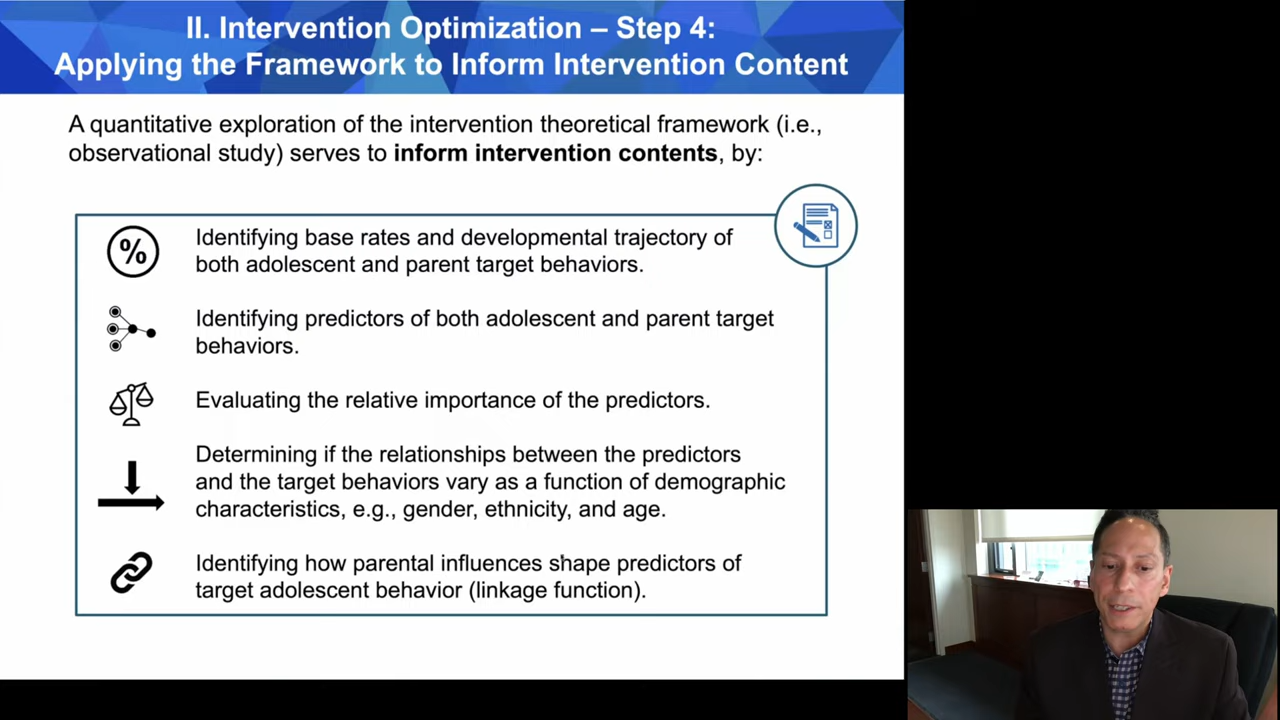 II. Intervention Optimization – Step 4:
Applying the Framework to Inform Intervention Content
A quantitative exploration of the intervention theoretical framework (i.e.,
observational study) serves to inform intervention contents, by:
%
Identifying base rates and developmental trajectory of
both adolescent and parent target behaviors.
Identifying predictors of both adolescent and parent target
behaviors.
Evaluating the relative importance of the predictors.
Determining if the relationships between the predictors
and the target behaviors vary as a function of demographic
characteristics, e.g., gender, ethnicity, and age.
Identifying how parental influences shape predictors of
target adolescent behavior (linkage function).